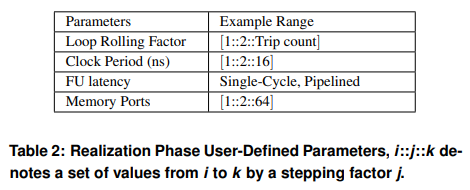 Parameters Example Range
Loop Rolling Factor [1::2::Trip count]
Clock Period (ns) [1::2::16]
FU latency Single-Cycle, Pipelined
Memory Ports [1::2::64]
Table 2: Realization Phase User-Defined Parameters, i::j::k de-
notes a set of values from i to k by a stepping factor j.